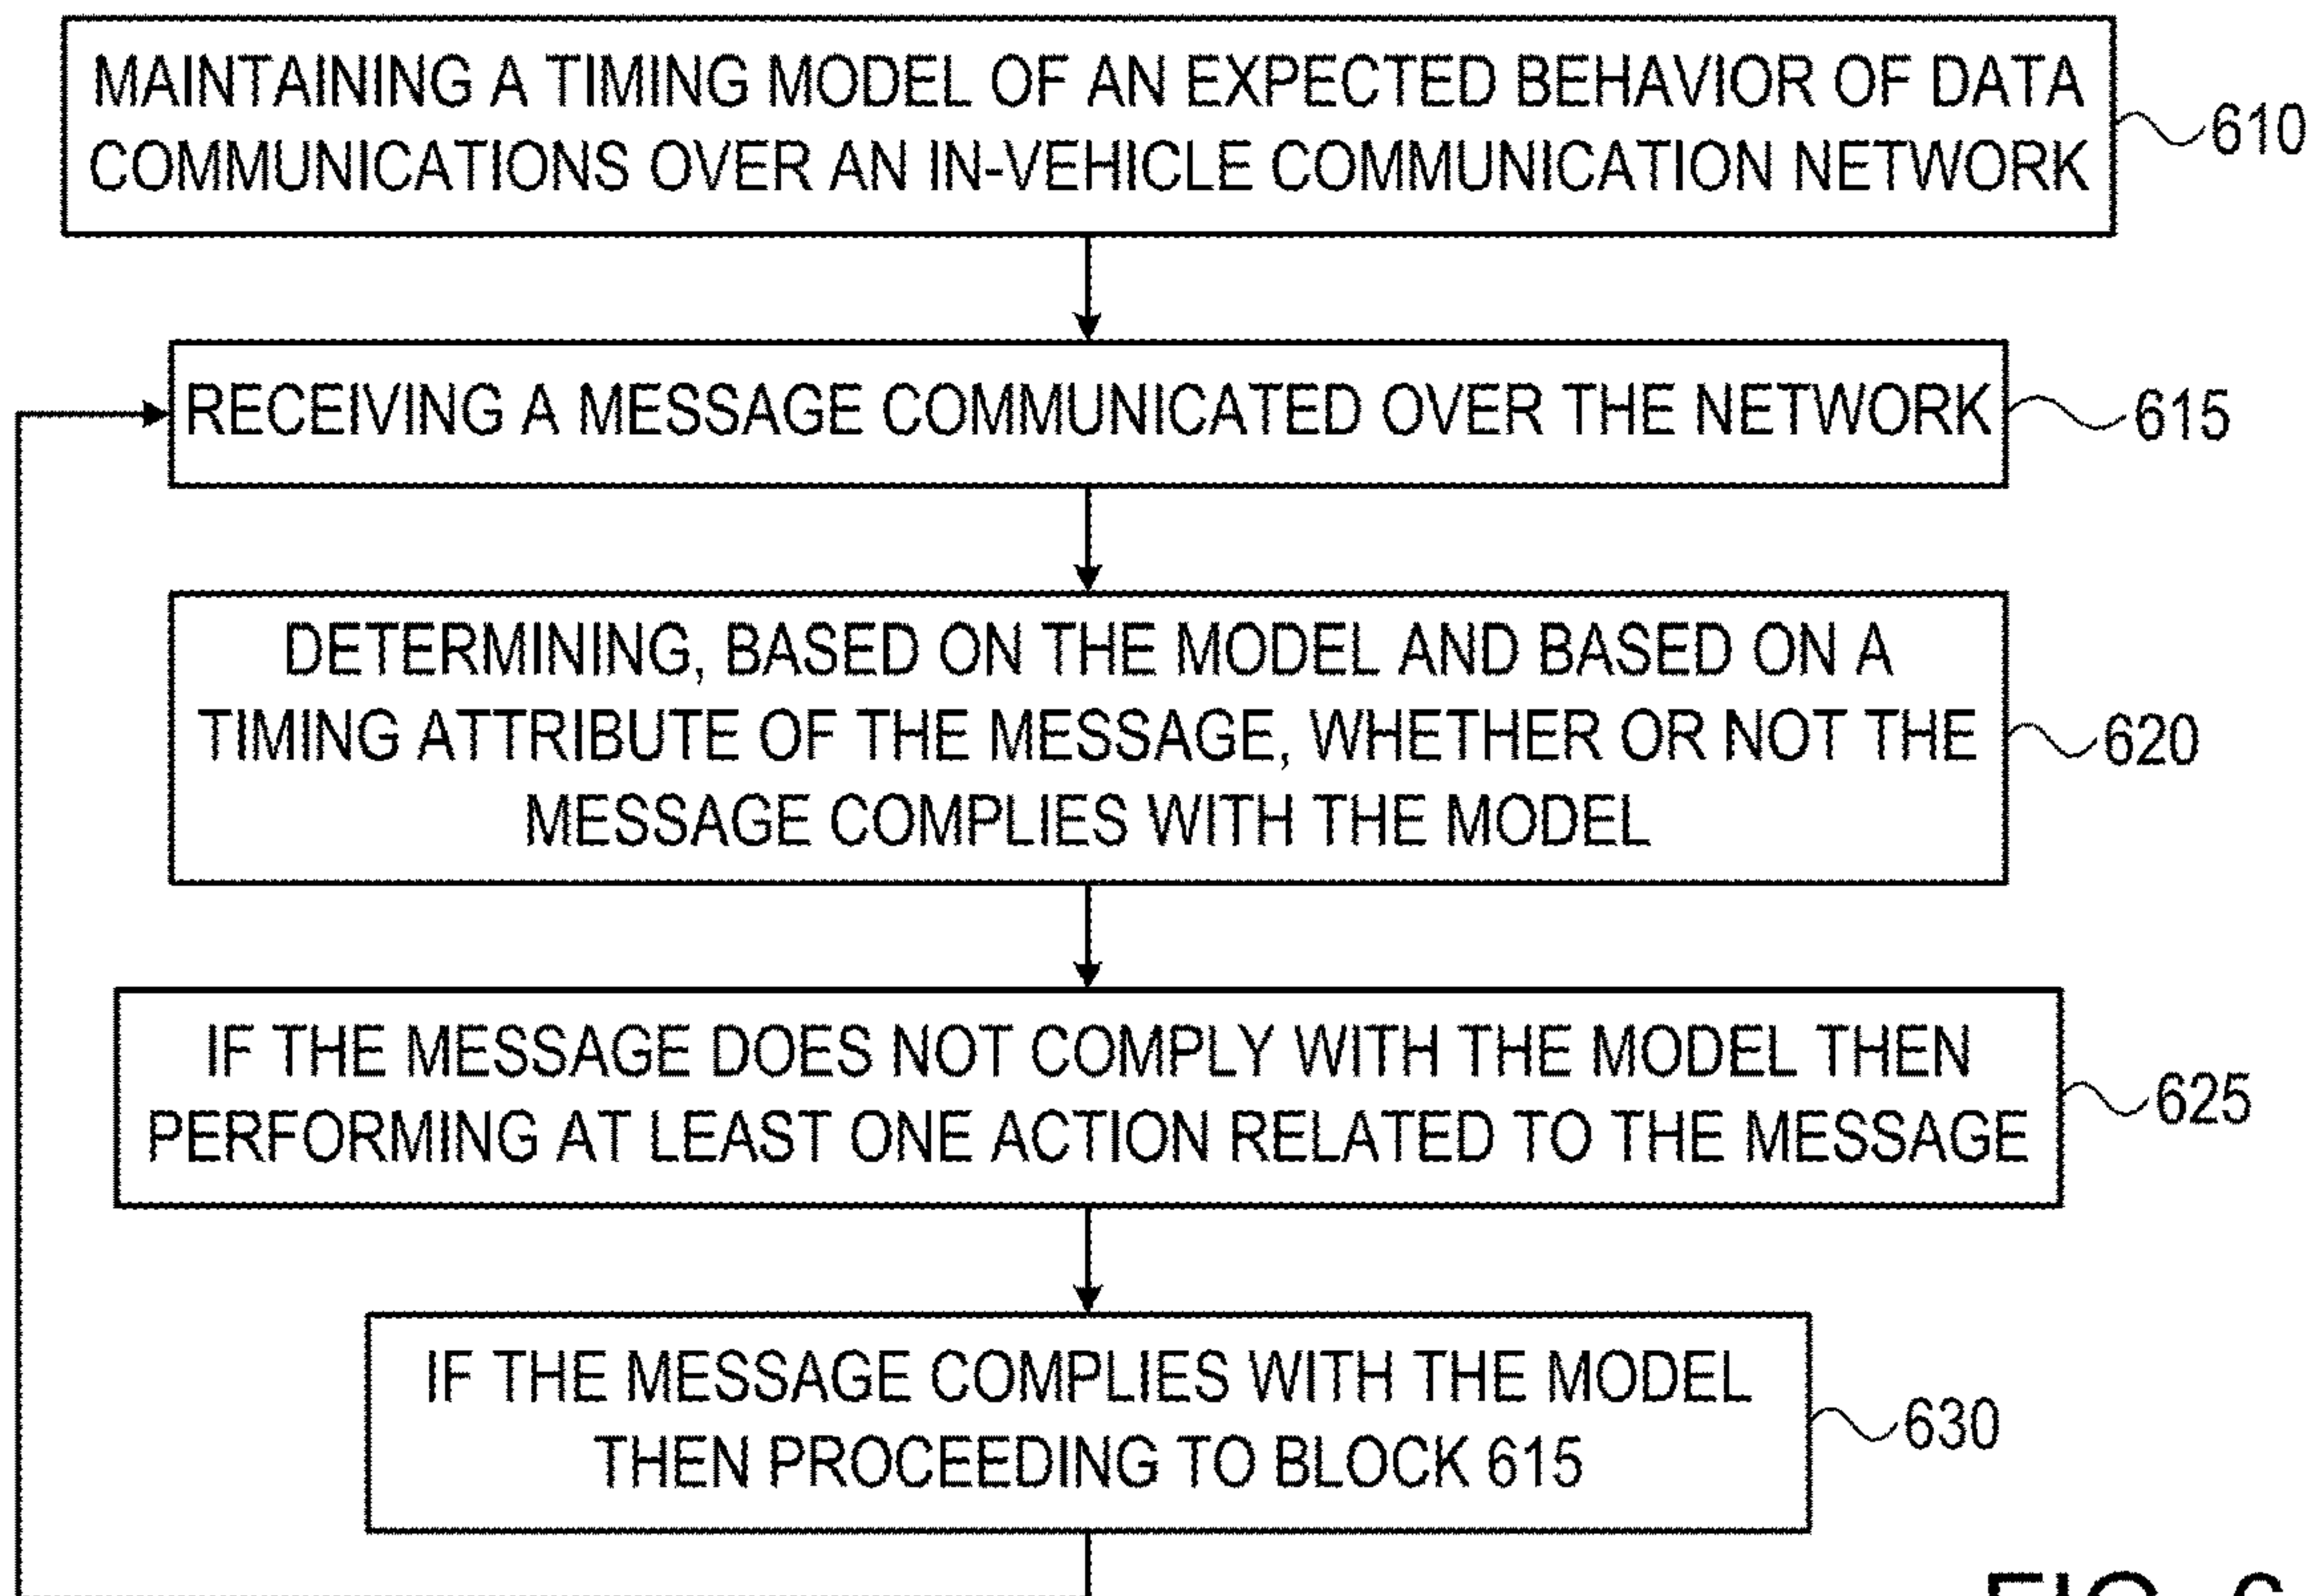 MAINTAINING A TIMING MODEL OF AN EXPECTED BEHAVIOR OF DATA
COMMUNICATIONS OVER AN IN-VEHICLE COMMUNICATION NETWORK
610
RECEIVING A MESSAGE COMMUNICATED OVER THE NETWORK
615
DETERMINING, BASED ON THE MODEL AND BASED ON A
TIMING ATTRIBUTE OF THE MESSAGE, WHETHER OR NOT THE
MESSAGE COMPLIES WITH THE MODEL
620
IF THE MESSAGE DOES NOT COMPLY WITH THE MODEL THEN
PERFORMING AT LEAST ONE ACTION RELATED TO THE MESSAGE
625
IF THE MESSAGE COMPLIES WITH THE MODEL
THEN PROCEEDING TO BLOCK 615
630
FIG. 6